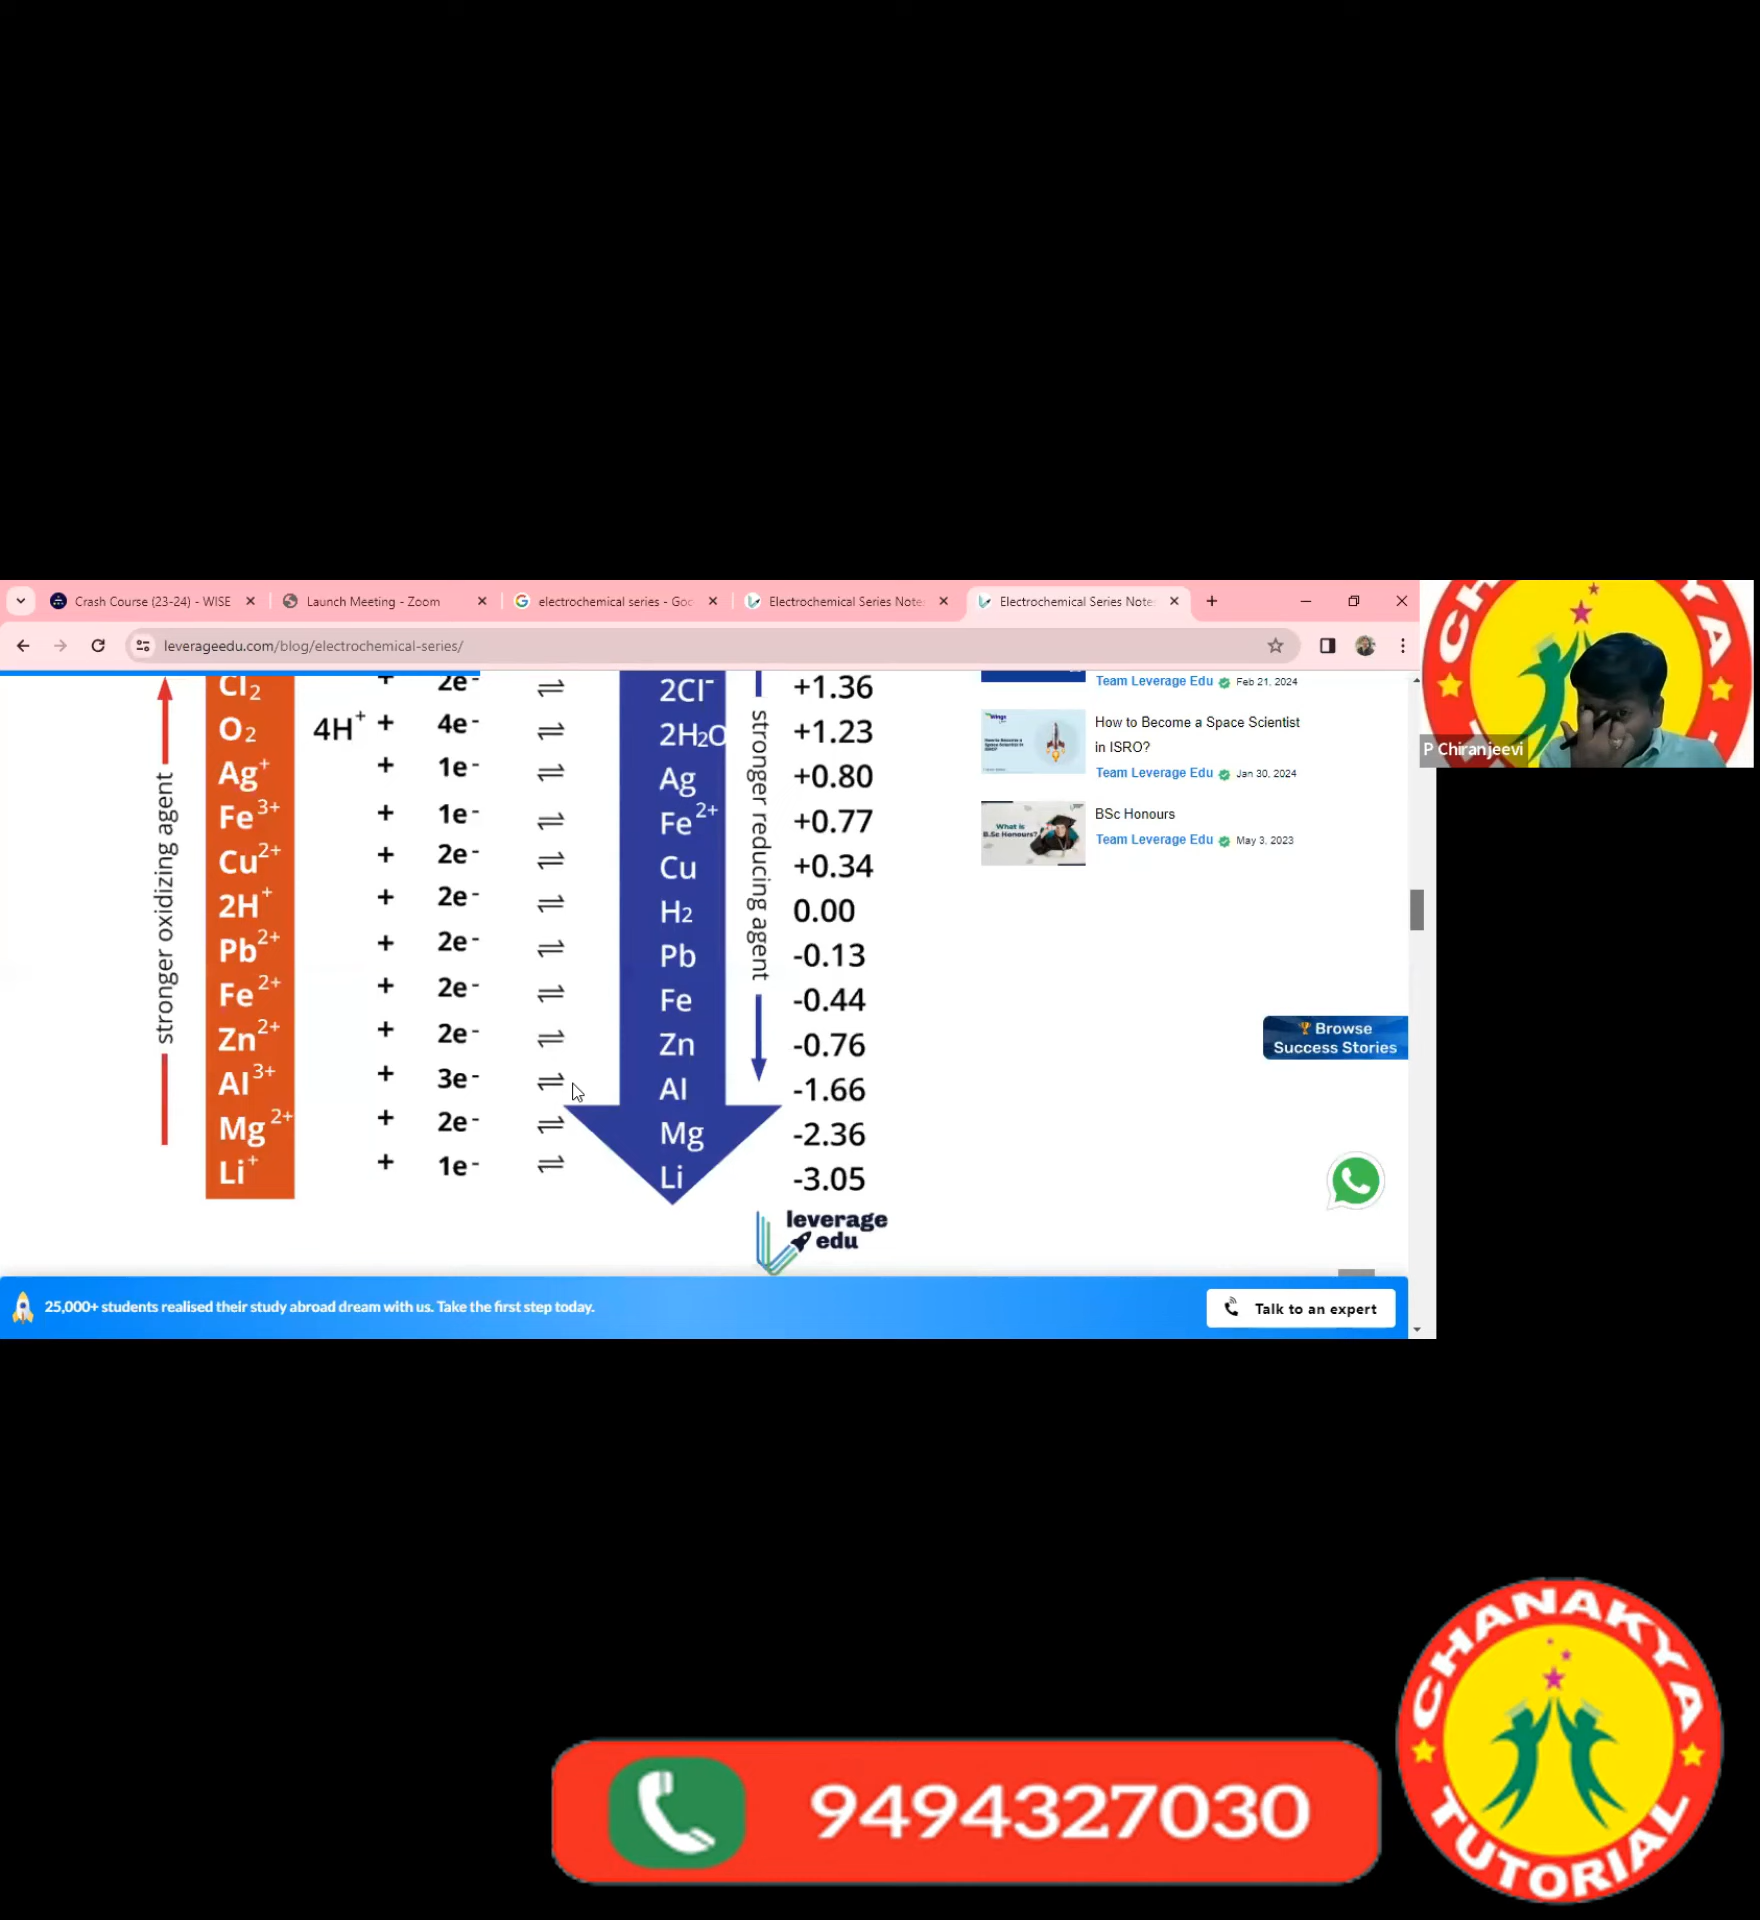 Crash Course (23-24) - WISE
Launch Meeting - Zoom
electrochemical series - Goo
Electrochemical Series Note
Electrochemical Series Note
leverageedu.com/blog/electrochemical-series/
stronger oxidizing agent
stronger reducing agent
Cl2 + 2e- ⇌ 2Cl- +1.36
O2 4H+ + 4e- ⇌ 2H2O +1.23
Ag+ + 1e- ⇌ Ag +0.80
Fe3+ + 1e- ⇌ Fe2+ +0.77
Cu2+ + 2e- ⇌ Cu +0.34
2H+ + 2e- ⇌ H2 0.00
Pb2+ + 2e- ⇌ Pb -0.13
Fe2+ + 2e- ⇌ Fe -0.44
Zn2+ + 2e- ⇌ Zn -0.76
Al3+ + 3e- ⇌ Al -1.66
Mg2+ + 2e- ⇌ Mg -2.36
Li+ + 1e- ⇌ Li -3.05
leverage
edu
Team Leverage Edu Feb 21, 2024
How to Become a Space Scientist
in ISRO?
Team Leverage Edu Jan 30, 2024
What is
B.Sc Honours?
BSc Honours
Team Leverage Edu May 3, 2023
Browse
Success Stories
P Chiranjeevi
25,000+ students realised their study abroad dream with us. Take the first step today.
Talk to an expert
9494327030
CHANAKYA
TUTORIAL